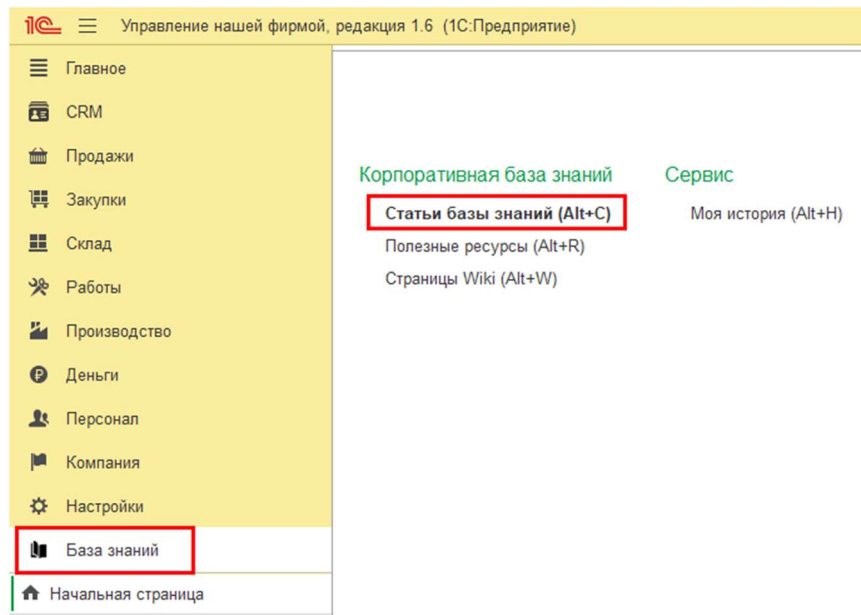 1С Управление нашей фирмой, редакция 1.6 (1С:Предприятие)
Главное
CRM
Продажи
Закупки
Склад
Работы
Производство
Деньги
Персонал
Компания
Настройки
База знаний
Начальная страница
Корпоративная база знаний
Статьи базы знаний (Alt+C)
Полезные ресурсы (Alt+R)
Страницы Wiki (Alt+W)
Сервис
Моя история (Alt+H)